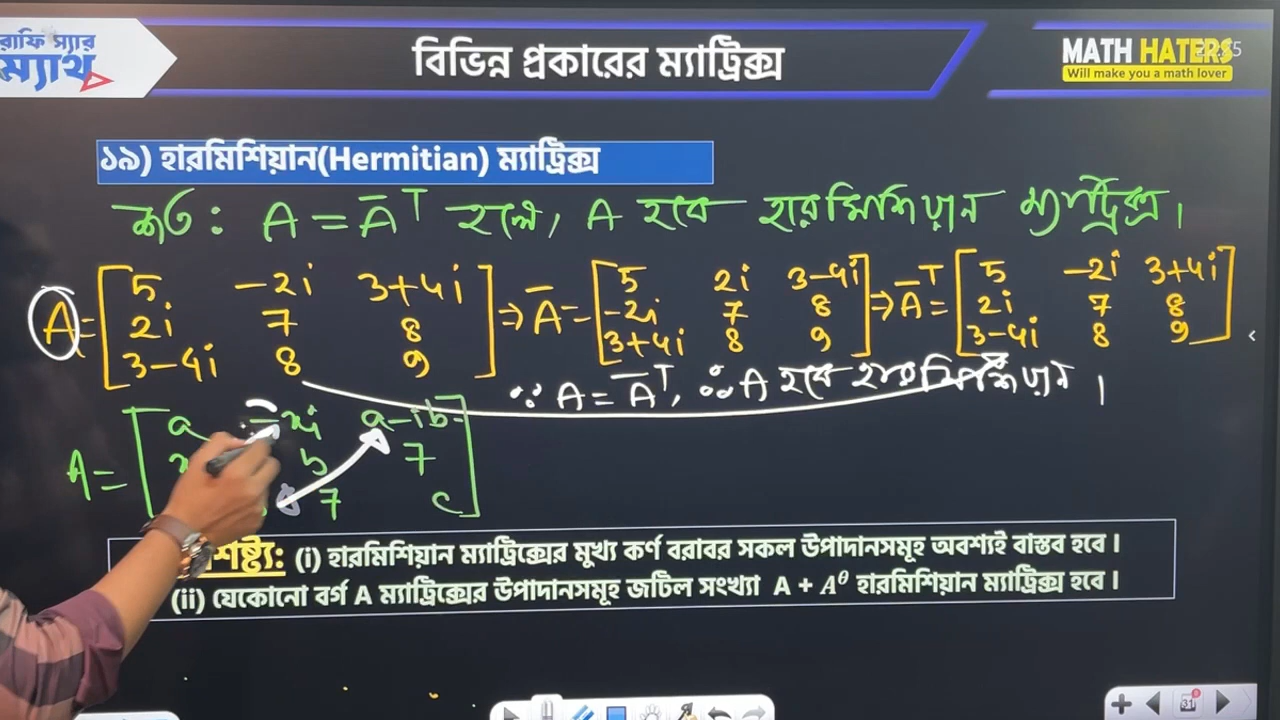 রাফি স্যার
ম্যাথ
বিভিন্ন প্রকারের ম্যাট্রিক্স
MATH HATERS
Will make you a math lover
১৯) হারমিশিয়ান(Hermitian) ম্যাট্রিক্স
শর্ত : A = A̅ᵀ হলে, A হবে হারমিশিয়ান ম্যাট্রিক্স।
A = [5 -2i 3+4i ⇒ A̅ = [5 2i 3-4i ⇒ A̅ᵀ = [5 -2i 3+4i
2i 7 8 -2i 7 8 2i 7 8
3-4i 8 9] 3+4i 8 9] 3-4i 8 9]
∵ A = A̅ᵀ, ∴ A হবে হারমিশিয়ান।
A = [a -xi a-ib
b 7
7 c]
(i) হারমিশিয়ান ম্যাট্রিক্সের মুখ্য কর্ণ বরাবর সকল উপাদানসমূহ অবশ্যই বাস্তব হবে।
(ii) যেকোনো বর্গ A ম্যাট্রিক্সের উপাদানসমূহ জটিল সংখ্যা A + A^θ হারমিশিয়ান ম্যাট্রিক্স হবে।